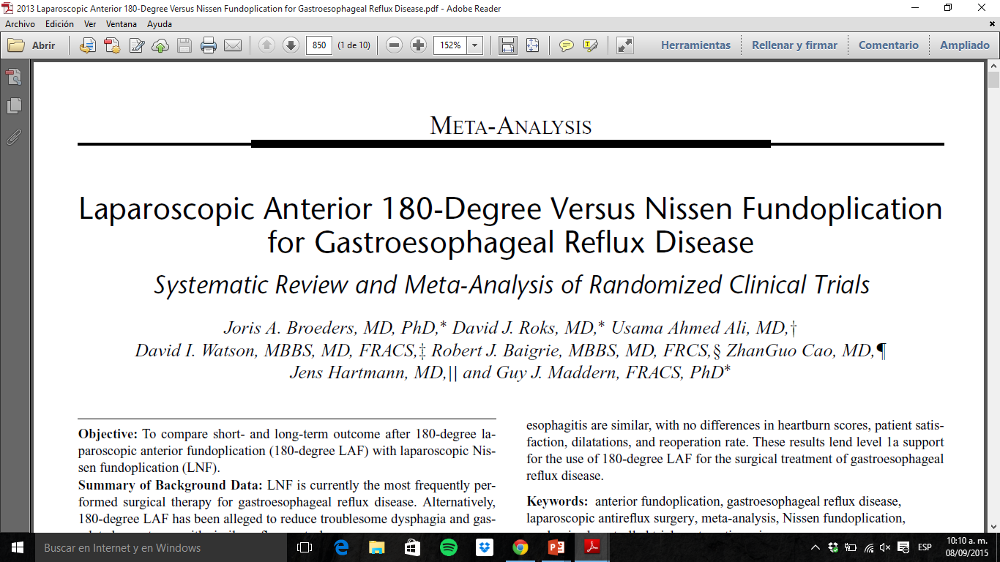 2013 Laparoscopic Anterior 180-Degree Versus Nissen Fundoplication for Gastroesophageal Reflux Disease.pdf - Adobe Reader
Archivo Edición Ver Ventana Ayuda
Abrir 850 (1 de 10) 152% Herramientas Rellenar y firmar Comentario Ampliado
META-ANALYSIS
Laparoscopic Anterior 180-Degree Versus Nissen Fundoplication
for Gastroesophageal Reflux Disease
Systematic Review and Meta-Analysis of Randomized Clinical Trials
Joris A. Broeders, MD, PhD,* David J. Roks, MD,* Usama Ahmed Ali, MD,†
David I. Watson, MBBS, MD, FRACS,‡ Robert J. Baigrie, MBBS, MD, FRCS,§ ZhanGuo Cao, MD,¶
Jens Hartmann, MD,|| and Guy J. Maddern, FRACS, PhD*
Objective: To compare short- and long-term outcome after 180-degree la-
paroscopic anterior fundoplication (180-degree LAF) with laparoscopic Nis-
sen fundoplication (LNF).
Summary of Background Data: LNF is currently the most frequently per-
formed surgical therapy for gastroesophageal reflux disease. Alternatively,
180-degree LAF has been alleged to reduce troublesome dysphagia and gas-
esophagitis are similar, with no differences in heartburn scores, patient satis-
faction, dilatations, and reoperation rate. These results lend level 1a support
for the use of 180-degree LAF for the surgical treatment of gastroesophageal
reflux disease.
Keywords: anterior fundoplication, gastroesophageal reflux disease,
laparoscopic antireflux surgery, meta-analysis, Nissen fundoplication,
Buscar en Internet y en Windows
ESP
10:10 a. m.
08/09/2015